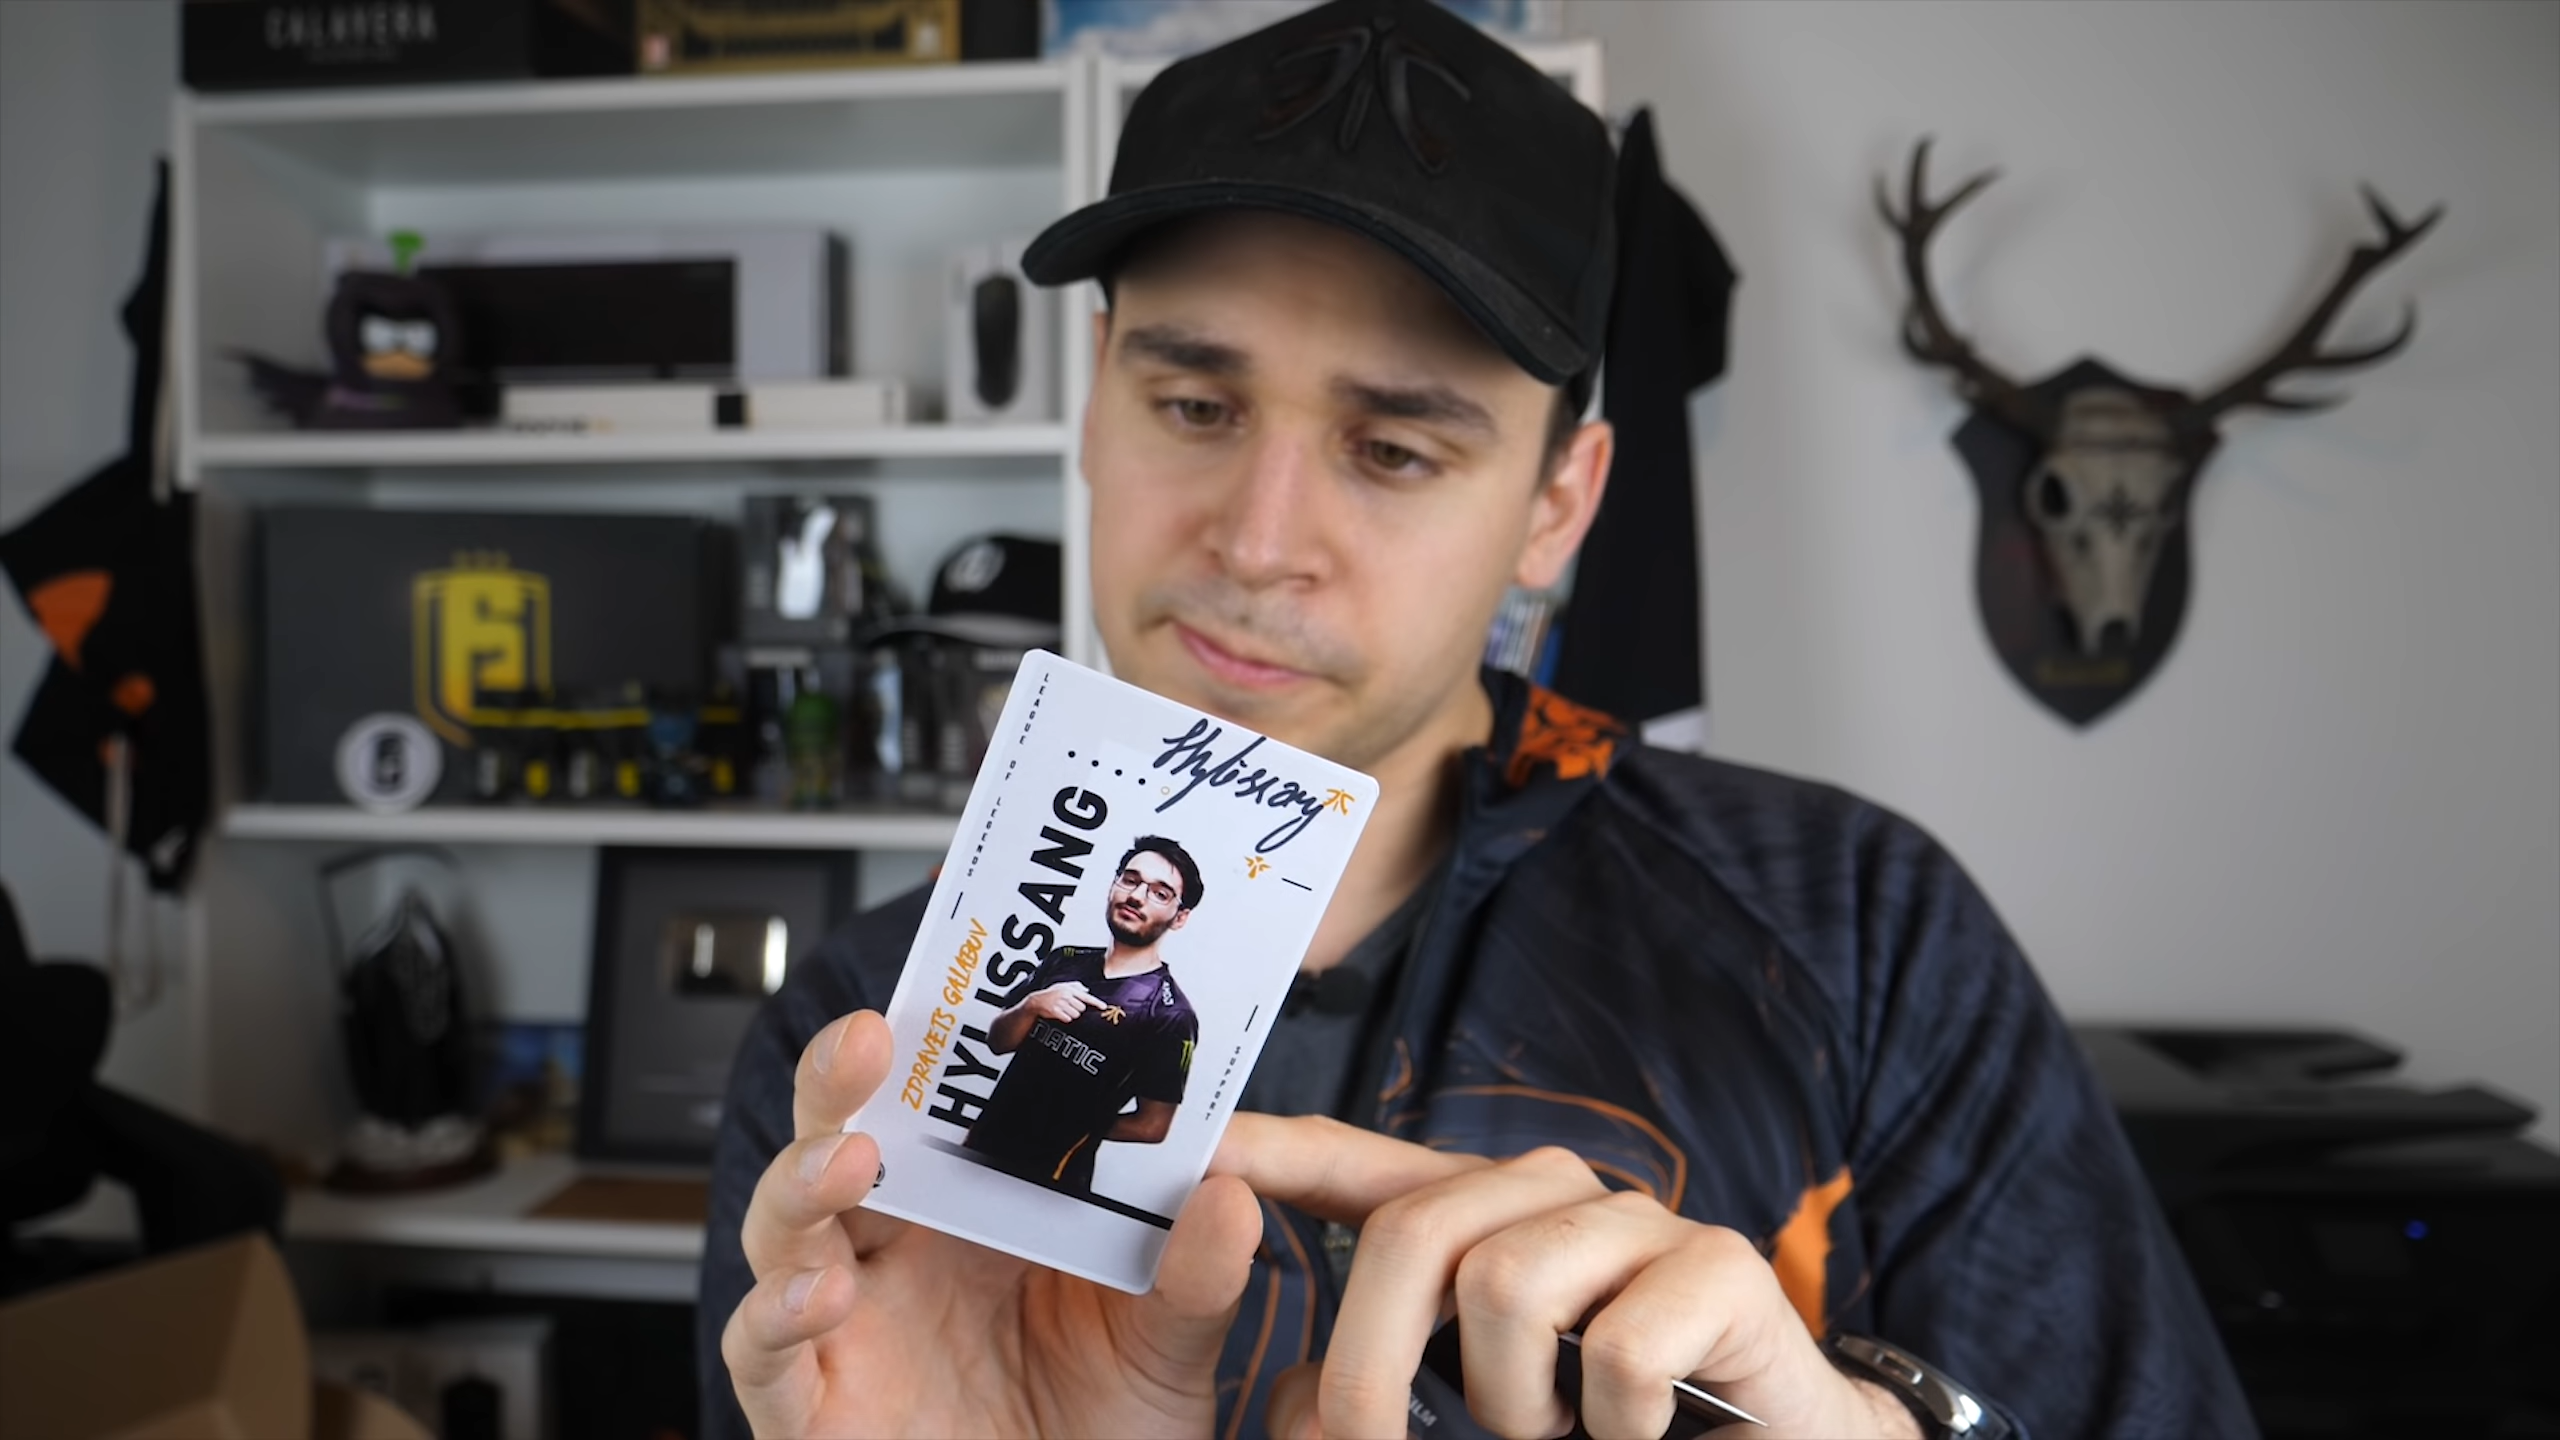 CALAVERA
LEAGUE OF LEGENDS
Hylissang
HYLISSANG
ZDRAVETS GALABOV
NATIC
SUPPORT